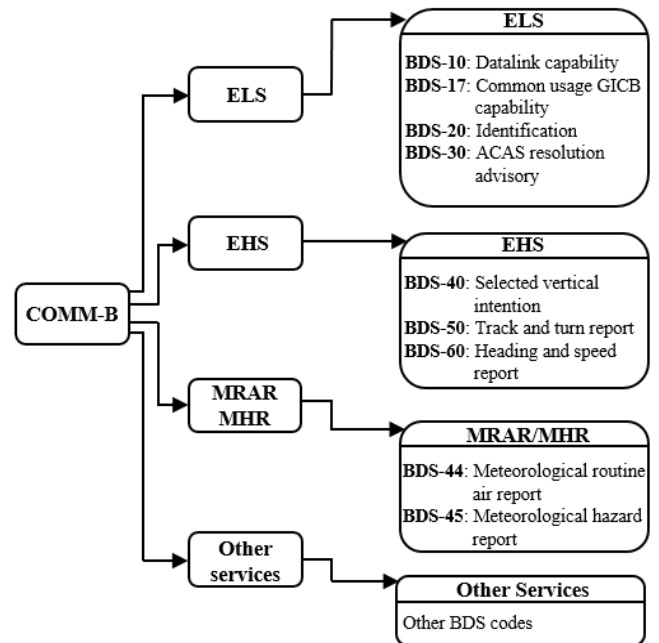 COMM-B
ELS
EHS
MRAR
MHR
Other
services
ELS
BDS-10: Datalink capability
BDS-17: Common usage GICB
capability
BDS-20: Identification
BDS-30: ACAS resolution
advisory
EHS
BDS-40: Selected vertical
intention
BDS-50: Track and turn report
BDS-60: Heading and speed
report
MRAR/MHR
BDS-44: Meteorological routine
air report
BDS-45: Meteorological hazard
report
Other Services
Other BDS codes